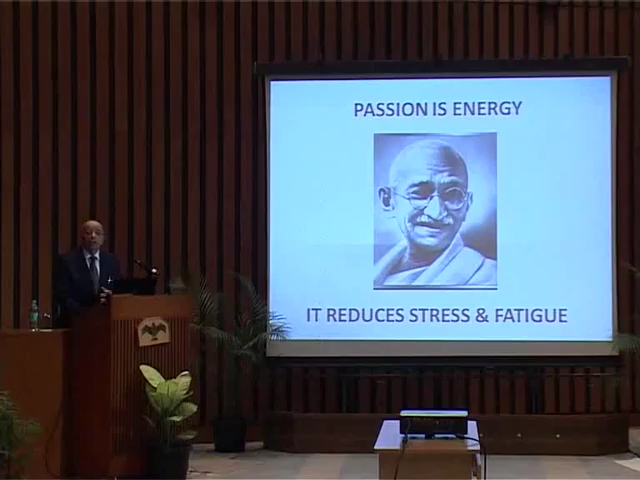 PASSION IS ENERGY
IT REDUCES STRESS & FATIGUE